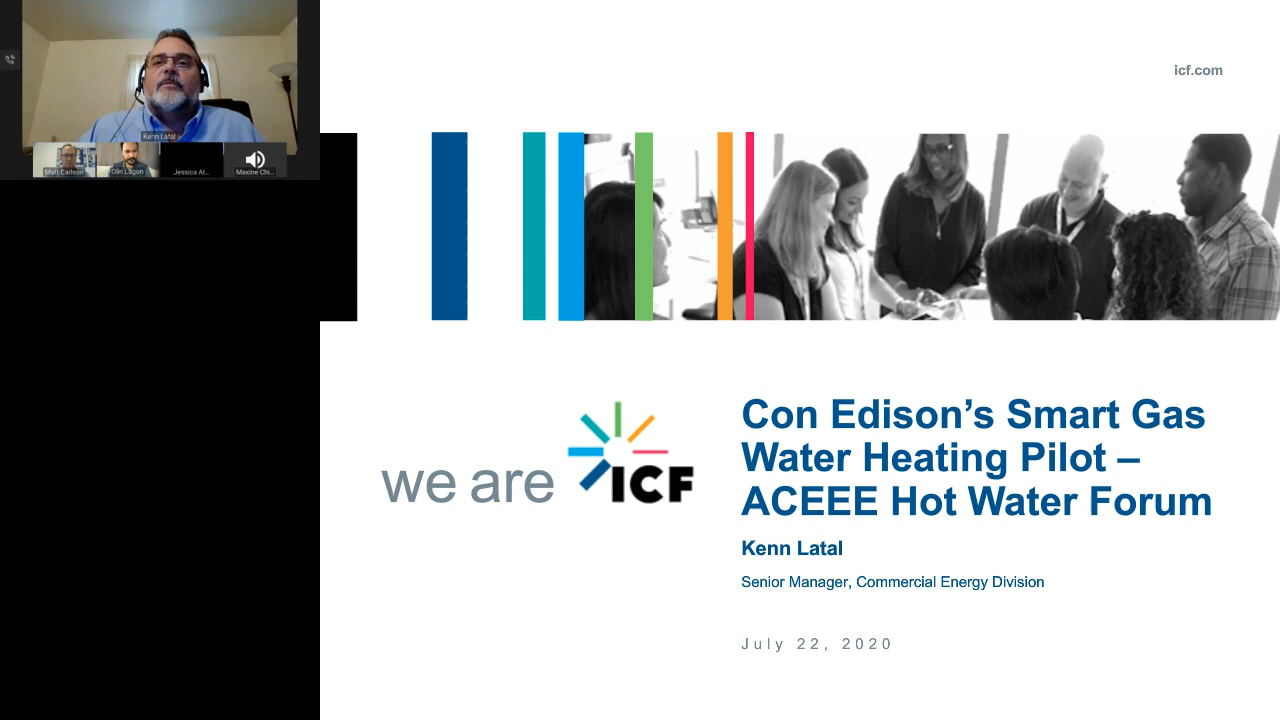 Kenn Latal
Matt Carlson
Olin Lagon
Jessica At...
Maxine Chi...
icf.com
we are ICF
Con Edison’s Smart Gas
Water Heating Pilot –
ACEEE Hot Water Forum
Kenn Latal
Senior Manager, Commercial Energy Division
July 22, 2020